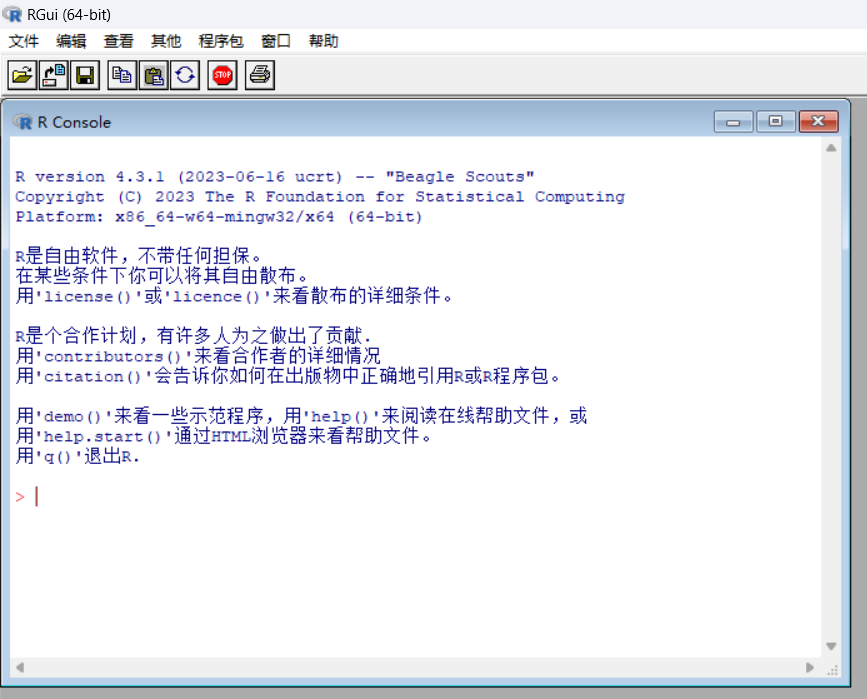 RGui (64-bit)
文件 编辑 查看 其他 程序包 窗口 帮助
STOP
R Console
R version 4.3.1 (2023-06-16 ucrt) -- "Beagle Scouts"
Copyright (C) 2023 The R Foundation for Statistical Computing
Platform: x86_64-w64-mingw32/x64 (64-bit)
R是自由软件，不带任何担保。
在某些条件下你可以将其自由散布。
用'license()'或'licence()'来看散布的详细条件。
R是个合作计划，有许多人为之做出了贡献.
用'contributors()'来看合作者的详细情况
用'citation()'会告诉你如何在出版物中正确地引用R或R程序包。
用'demo()'来看一些示范程序，用'help()'来阅读在线帮助文件，或
用'help.start()'通过HTML浏览器来看帮助文件。
用'q()'退出R.
>